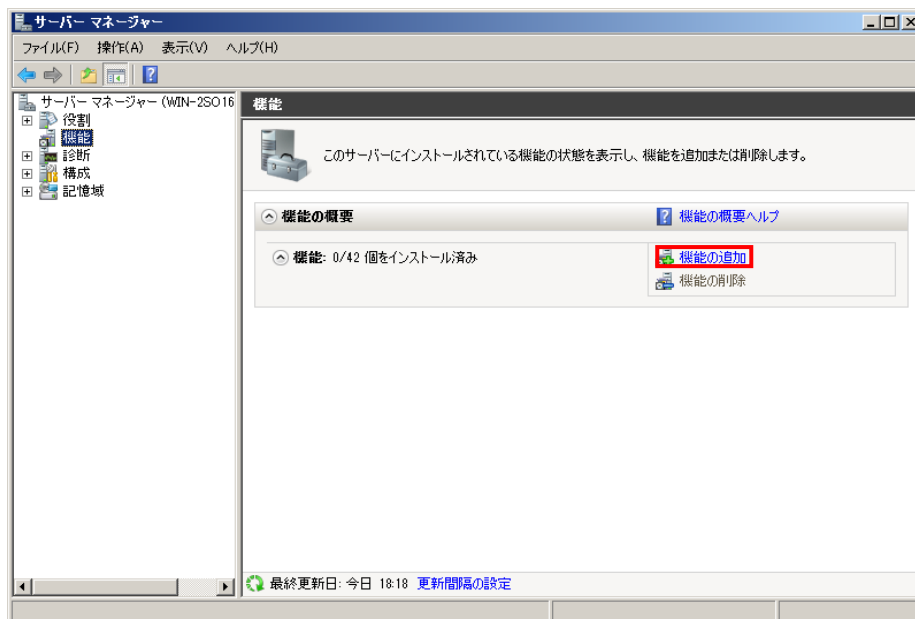 サーバー マネージャー
ファイル(F) 操作(A) 表示(V) ヘルプ(H)
サーバー マネージャー (WIN-2SO16
役割
機能
診断
構成
記憶域
機能
このサーバーにインストールされている機能の状態を表示し、機能を追加または削除します。
機能の概要
機能の概要ヘルプ
機能: 0/42 個をインストール済み
機能の追加
機能の削除
最終更新日: 今日 18:18 更新間隔の設定